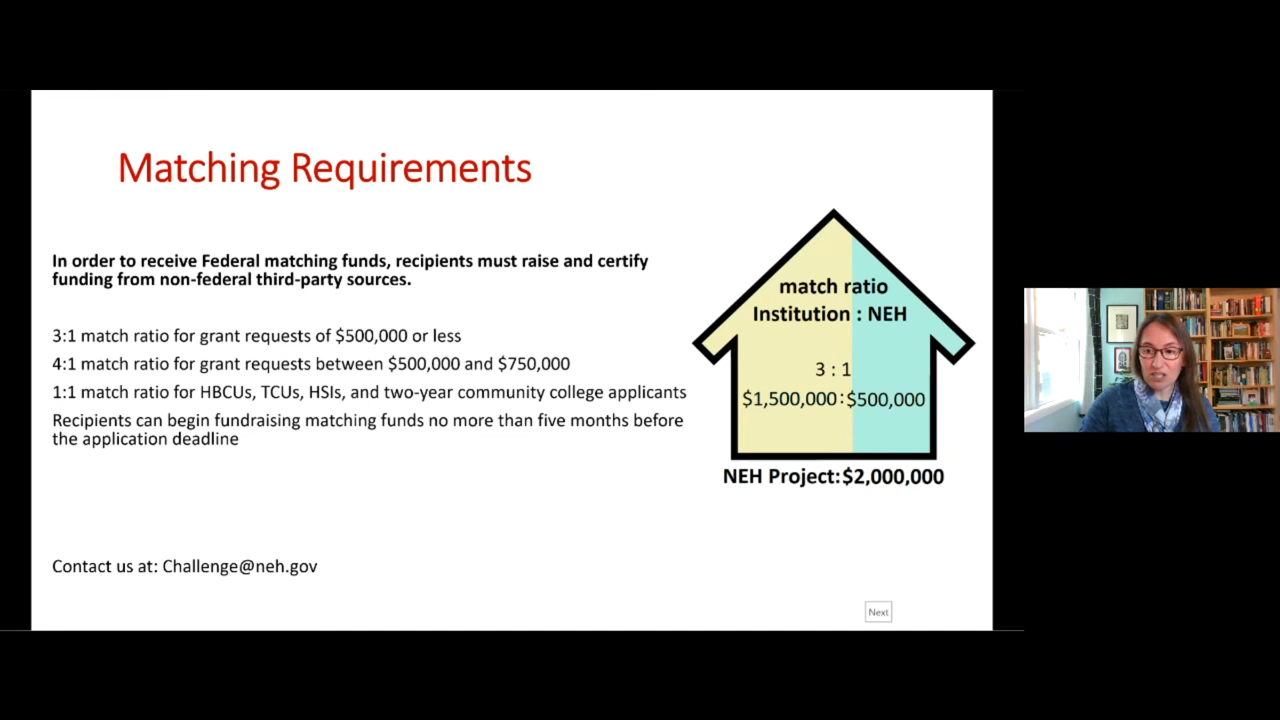 Matching Requirements
In order to receive Federal matching funds, recipients must raise and certify
funding from non-federal third-party sources.
3:1 match ratio for grant requests of $500,000 or less
4:1 match ratio for grant requests between $500,000 and $750,000
1:1 match ratio for HBCUs, TCUs, HSIs, and two-year community college applicants
Recipients can begin fundraising matching funds no more than five months before
the application deadline
Contact us at: Challenge@neh.gov
match ratio
Institution : NEH
3 : 1
$1,500,000:$500,000
NEH Project:$2,000,000
Next